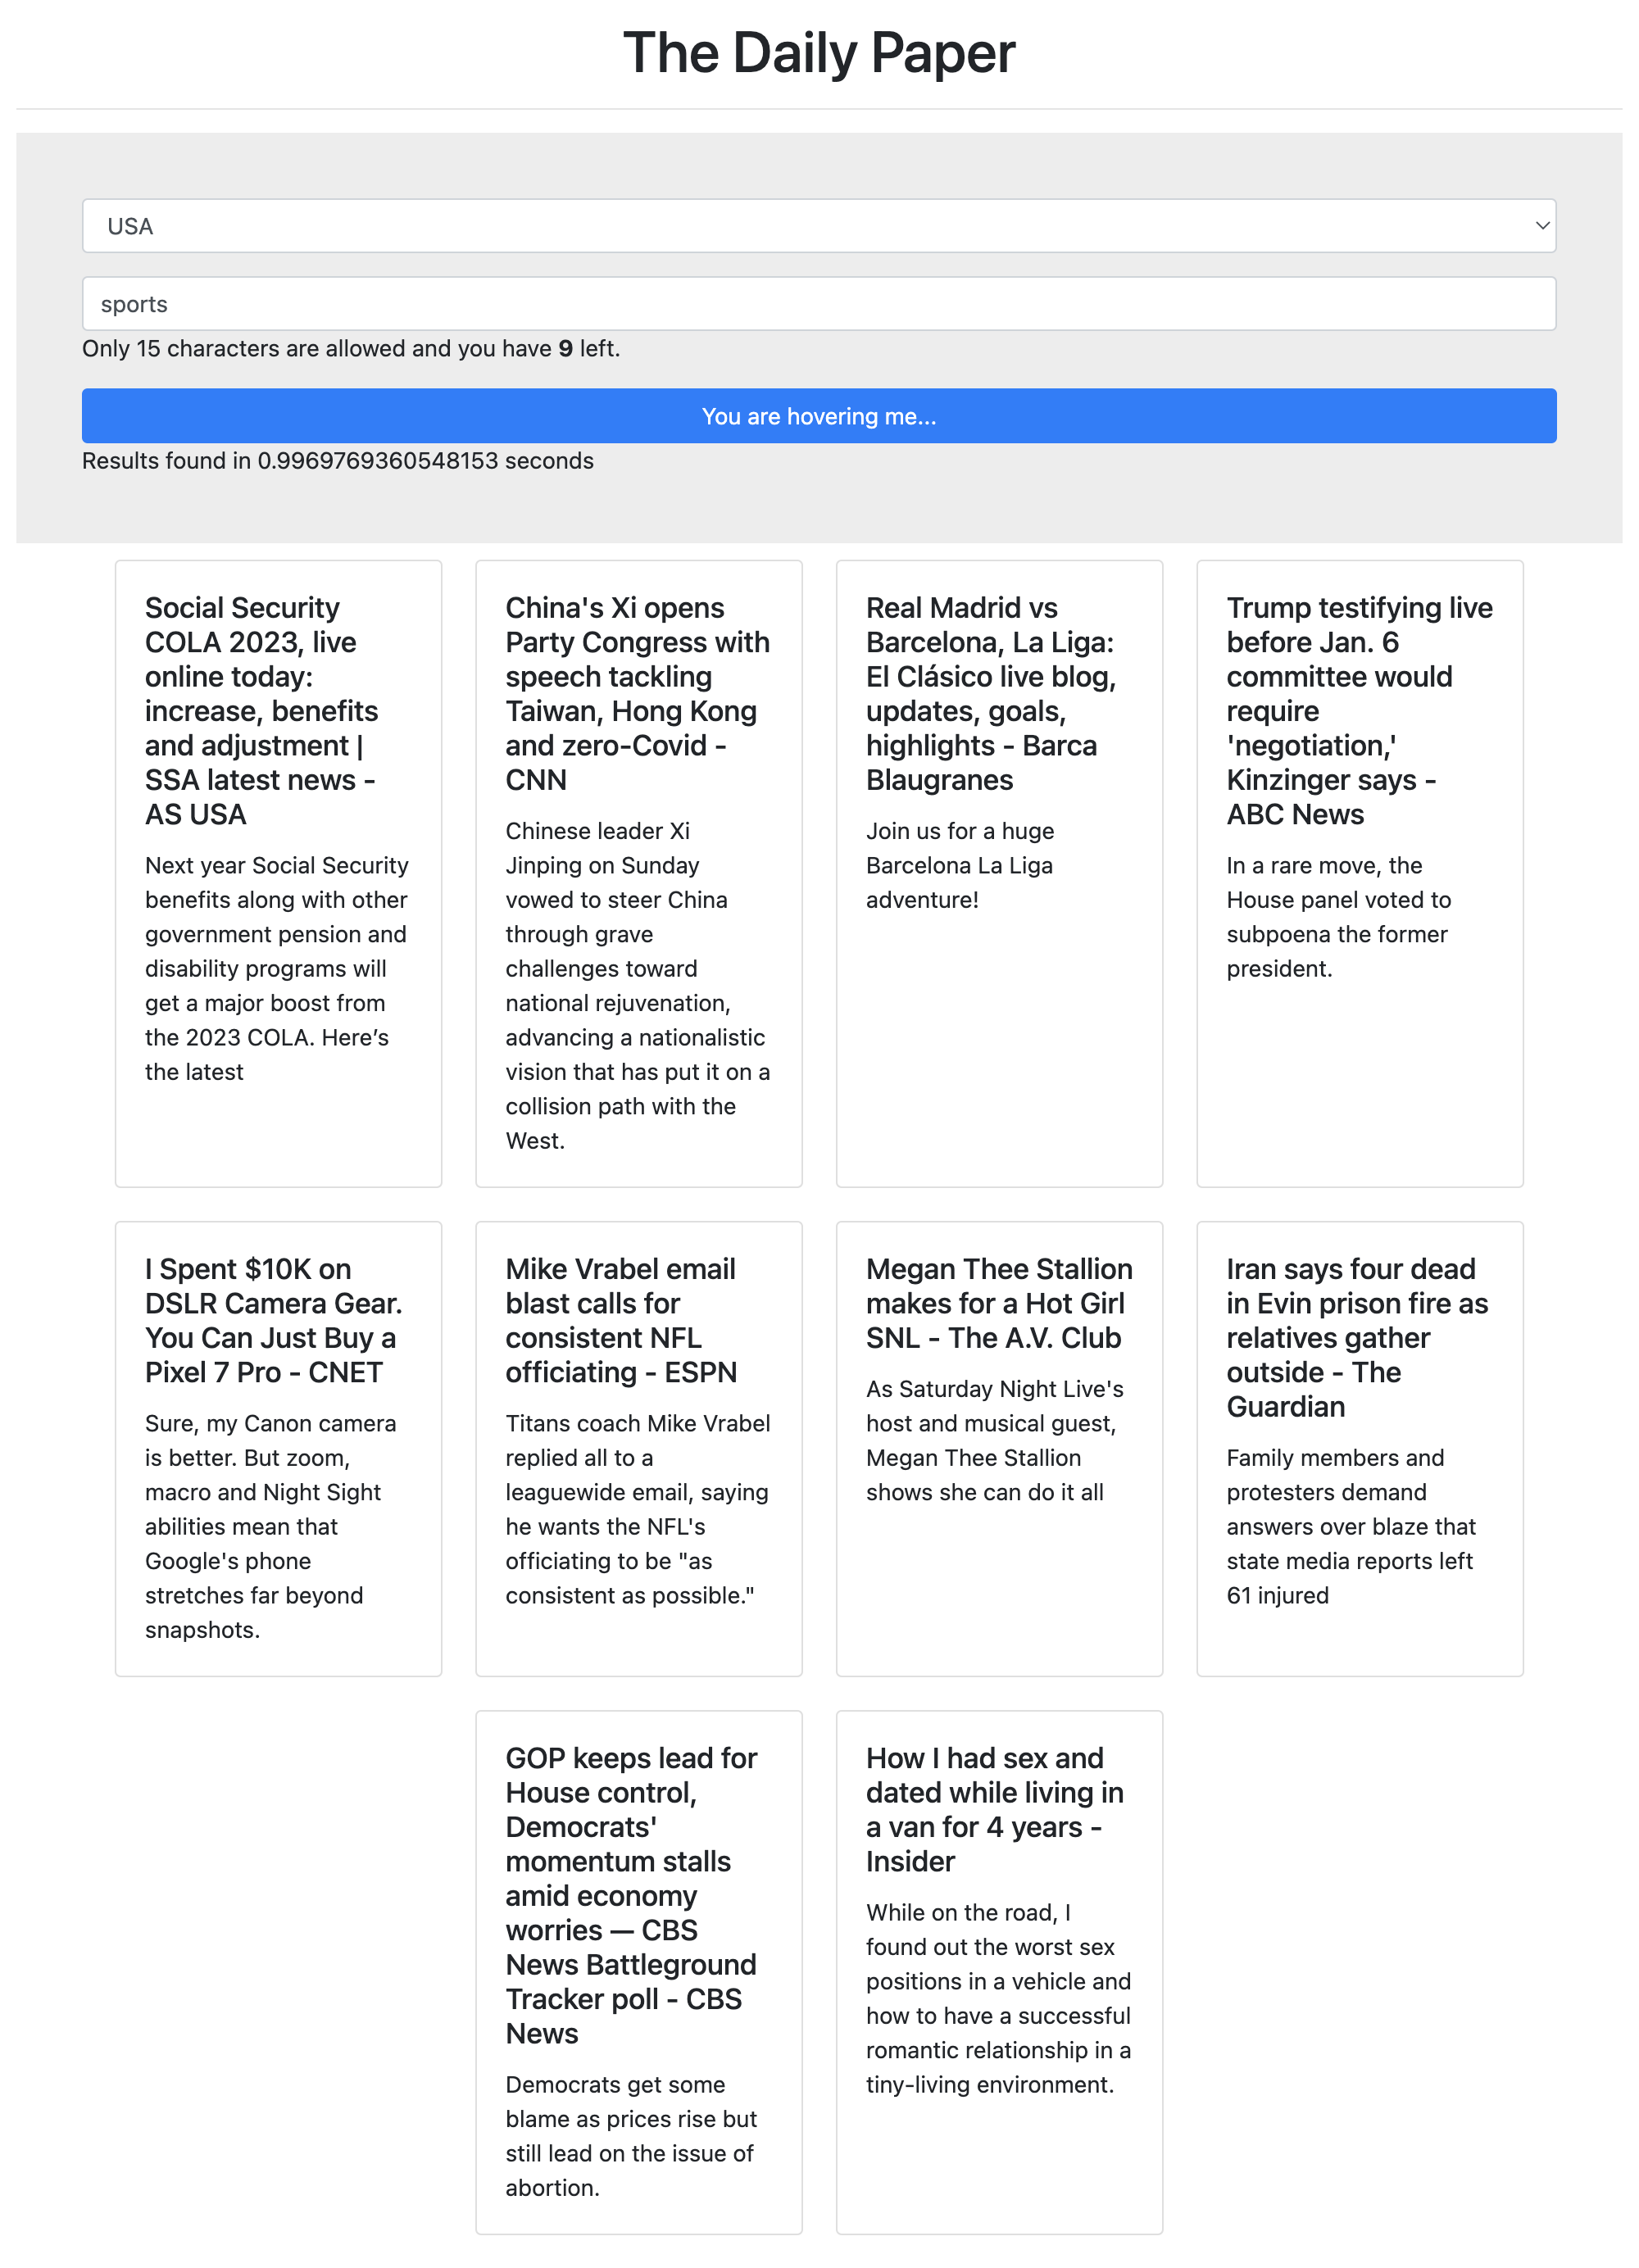 The Daily Paper
USA
sports
Only 15 characters are allowed and you have 9 left.
You are hovering me...
Results found in 0.9969769360548153 seconds
Social Security
COLA 2023, live
online today:
increase, benefits
and adjustment |
SSA latest news -
AS USA
Next year Social Security
benefits along with other
government pension and
disability programs will
get a major boost from
the 2023 COLA. Here’s
the latest
China's Xi opens
Party Congress with
speech tackling
Taiwan, Hong Kong
and zero-Covid -
CNN
Chinese leader Xi
Jinping on Sunday
vowed to steer China
through grave
challenges toward
national rejuvenation,
advancing a nationalistic
vision that has put it on a
collision path with the
West.
Real Madrid vs
Barcelona, La Liga:
El Clásico live blog,
updates, goals,
highlights - Barca
Blaugranes
Join us for a huge
Barcelona La Liga
adventure!
Trump testifying live
before Jan. 6
committee would
require
'negotiation,'
Kinzinger says -
ABC News
In a rare move, the
House panel voted to
subpoena the former
president.
I Spent $10K on
DSLR Camera Gear.
You Can Just Buy a
Pixel 7 Pro - CNET
Sure, my Canon camera
is better. But zoom,
macro and Night Sight
abilities mean that
Google's phone
stretches far beyond
snapshots.
Mike Vrabel email
blast calls for
consistent NFL
officiating - ESPN
Titans coach Mike Vrabel
replied all to a
leaguewide email, saying
he wants the NFL's
officiating to be "as
consistent as possible."
Megan Thee Stallion
makes for a Hot Girl
SNL - The A.V. Club
As Saturday Night Live's
host and musical guest,
Megan Thee Stallion
shows she can do it all
Iran says four dead
in Evin prison fire as
relatives gather
outside - The
Guardian
Family members and
protesters demand
answers over blaze that
state media reports left
61 injured
GOP keeps lead for
House control,
Democrats'
momentum stalls
amid economy
worries — CBS
News Battleground
Tracker poll - CBS
News
Democrats get some
blame as prices rise but
still lead on the issue of
abortion.
How I had sex and
dated while living in
a van for 4 years -
Insider
While on the road, I
found out the worst sex
positions in a vehicle and
how to have a successful
romantic relationship in a
tiny-living environment.